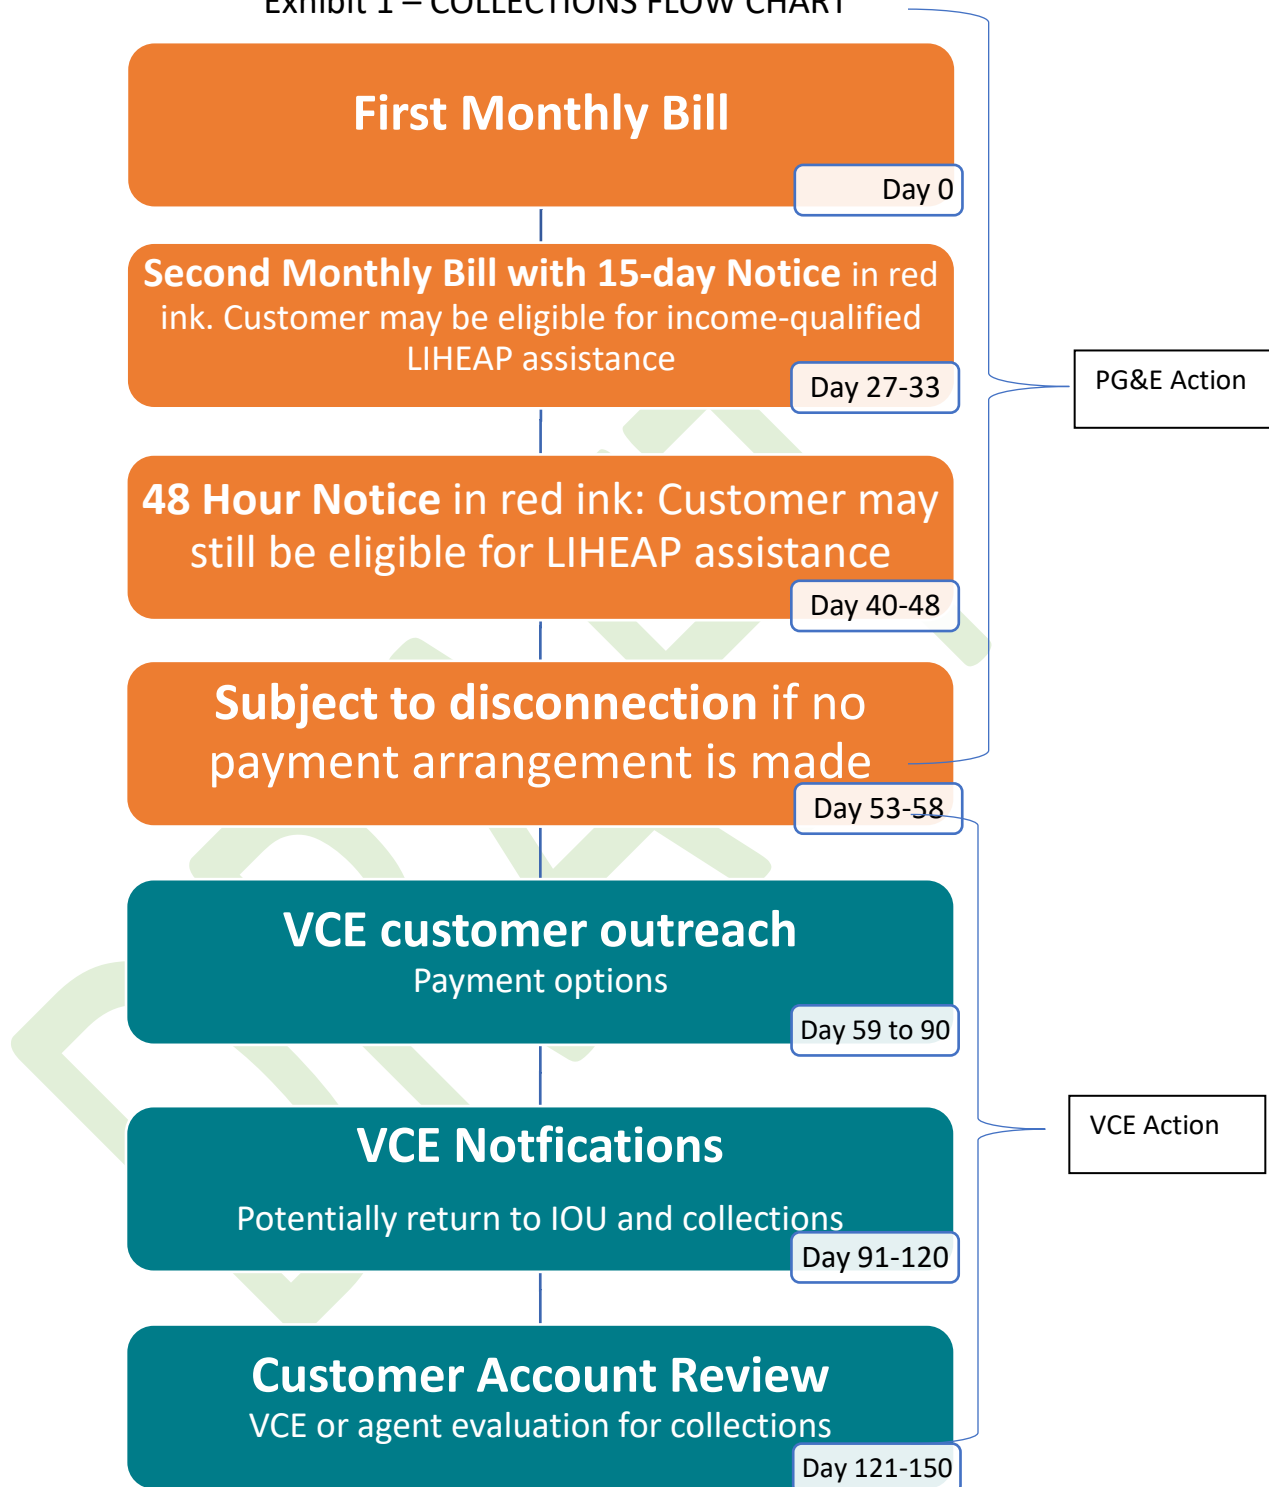 Exhibit 1 – COLLECTIONS FLOW CHART
First Monthly Bill
Day 0
Second Monthly Bill with 15-day Notice in red
ink. Customer may be eligible for income-qualified
LIHEAP assistance
Day 27-33
PG&E Action
48 Hour Notice in red ink: Customer may
still be eligible for LIHEAP assistance
Day 40-48
Subject to disconnection if no
payment arrangement is made
Day 53-58
VCE customer outreach
Payment options
Day 59 to 90
VCE Notfications
Potentially return to IOU and collections
Day 91-120
VCE Action
Customer Account Review
VCE or agent evaluation for collections
Day 121-150
DRAFT